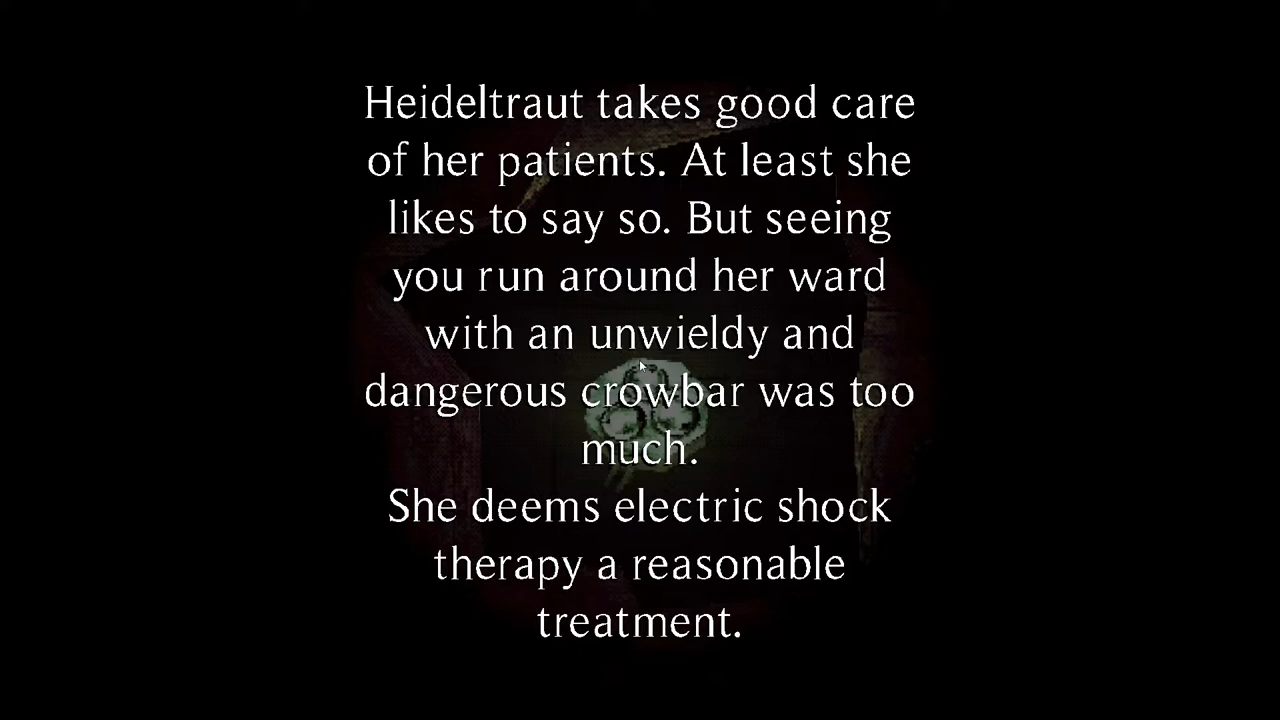 Heideltraut takes good care
of her patients. At least she
likes to say so. But seeing
you run around her ward
with an unwieldy and
dangerous crowbar was too
much.
She deems electric shock
therapy a reasonable
treatment.